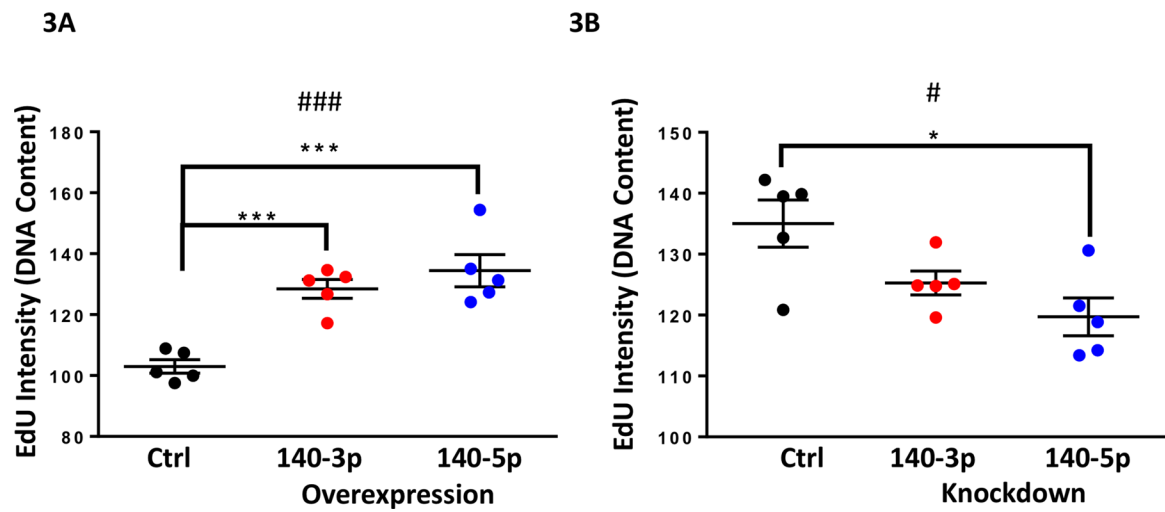 3A
###
***
***
EdU Intensity (DNA Content)
180
160
140
120
100
80
Ctrl 140-3p 140-5p
Overexpression
3B
#
*
EdU Intensity (DNA Content)
150
140
130
120
110
100
Ctrl 140-3p 140-5p
Knockdown